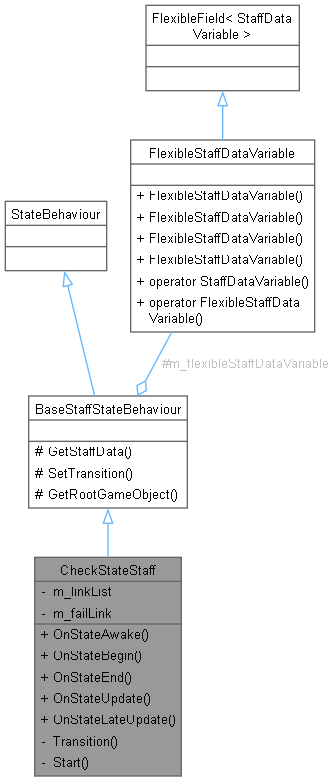 FlexibleField< StaffData
Variable >
FlexibleStaffDataVariable
+ FlexibleStaffDataVariable()
+ FlexibleStaffDataVariable()
+ FlexibleStaffDataVariable()
+ FlexibleStaffDataVariable()
+ operator StaffDataVariable()
+ operator FlexibleStaffData
Variable()
StateBehaviour
#m_flexibleStaffDataVariable
BaseStaffStateBehaviour
# GetStaffData()
# SetTransition()
# GetRootGameObject()
CheckStateStaff
- m_linkList
- m_failLink
+ OnStateAwake()
+ OnStateBegin()
+ OnStateEnd()
+ OnStateUpdate()
+ OnStateLateUpdate()
- Transition()
- Start()